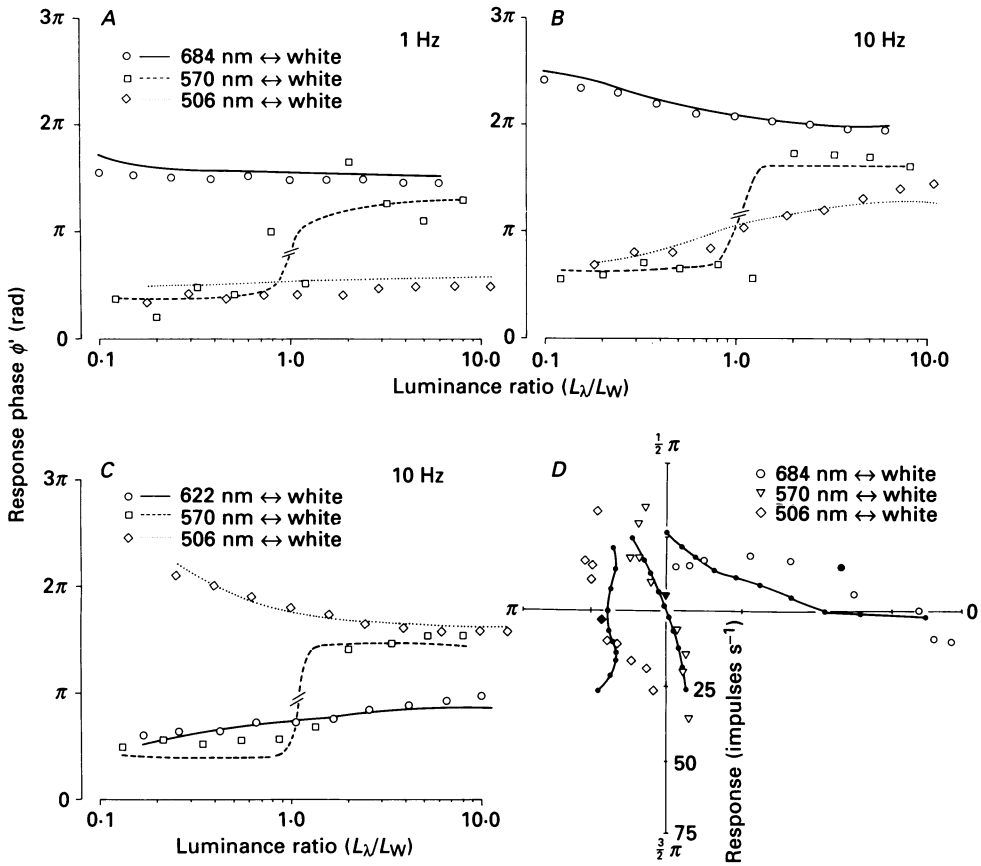 A
1 Hz
3π
2π
π
0
684 nm ↔ white
570 nm ↔ white
506 nm ↔ white
0·1
1.0
10.0
B
10 Hz
3π
2π
π
0
0·1
1.0
10·0
Luminance ratio (Lλ/LW)
Response phase ϕ' (rad)
C
10 Hz
3π
2π
π
0
622 nm ↔ white
570 nm ↔ white
506 nm ↔ white
0.1
1.0
10.0
Luminance ratio (Lλ/LW)
D
½ π
684 nm ↔ white
570 nm ↔ white
506 nm ↔ white
π
0
25
50
75
3/2 π
Response (impulses s⁻¹)